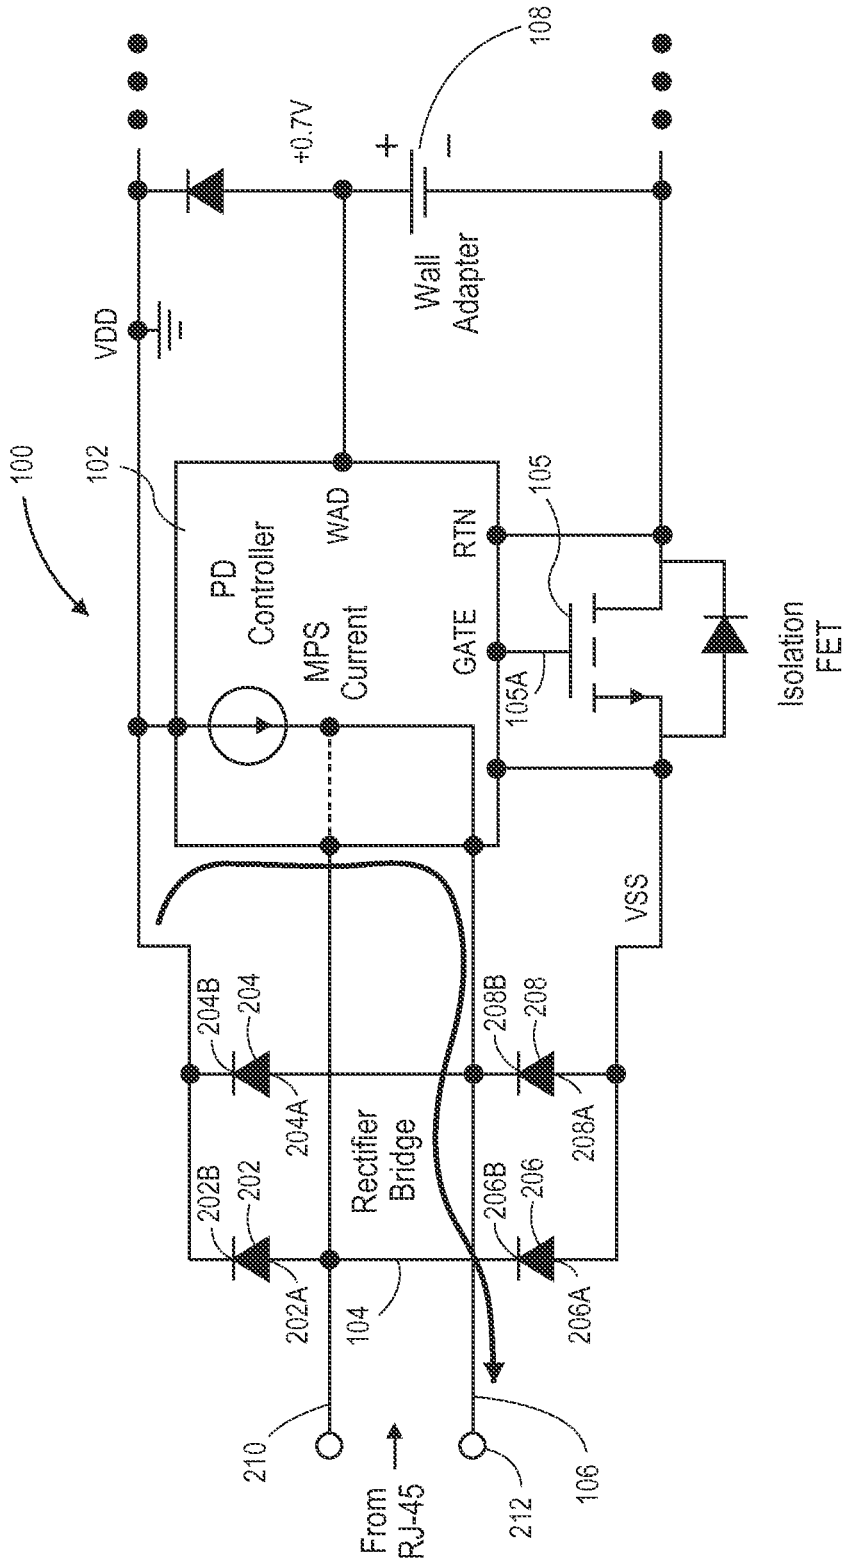 100
102
VDD
+0.7V
+
−
108
Wall
Adapter
PD
Controller
WAD
MPS
Current
GATE
RTN
105
105A
Isolation
FET
VSS
204B
204
204A
208B
208
208A
202B
202
202A
206B
206
206A
Rectifier
Bridge
104
210
From
RJ-45
212
106